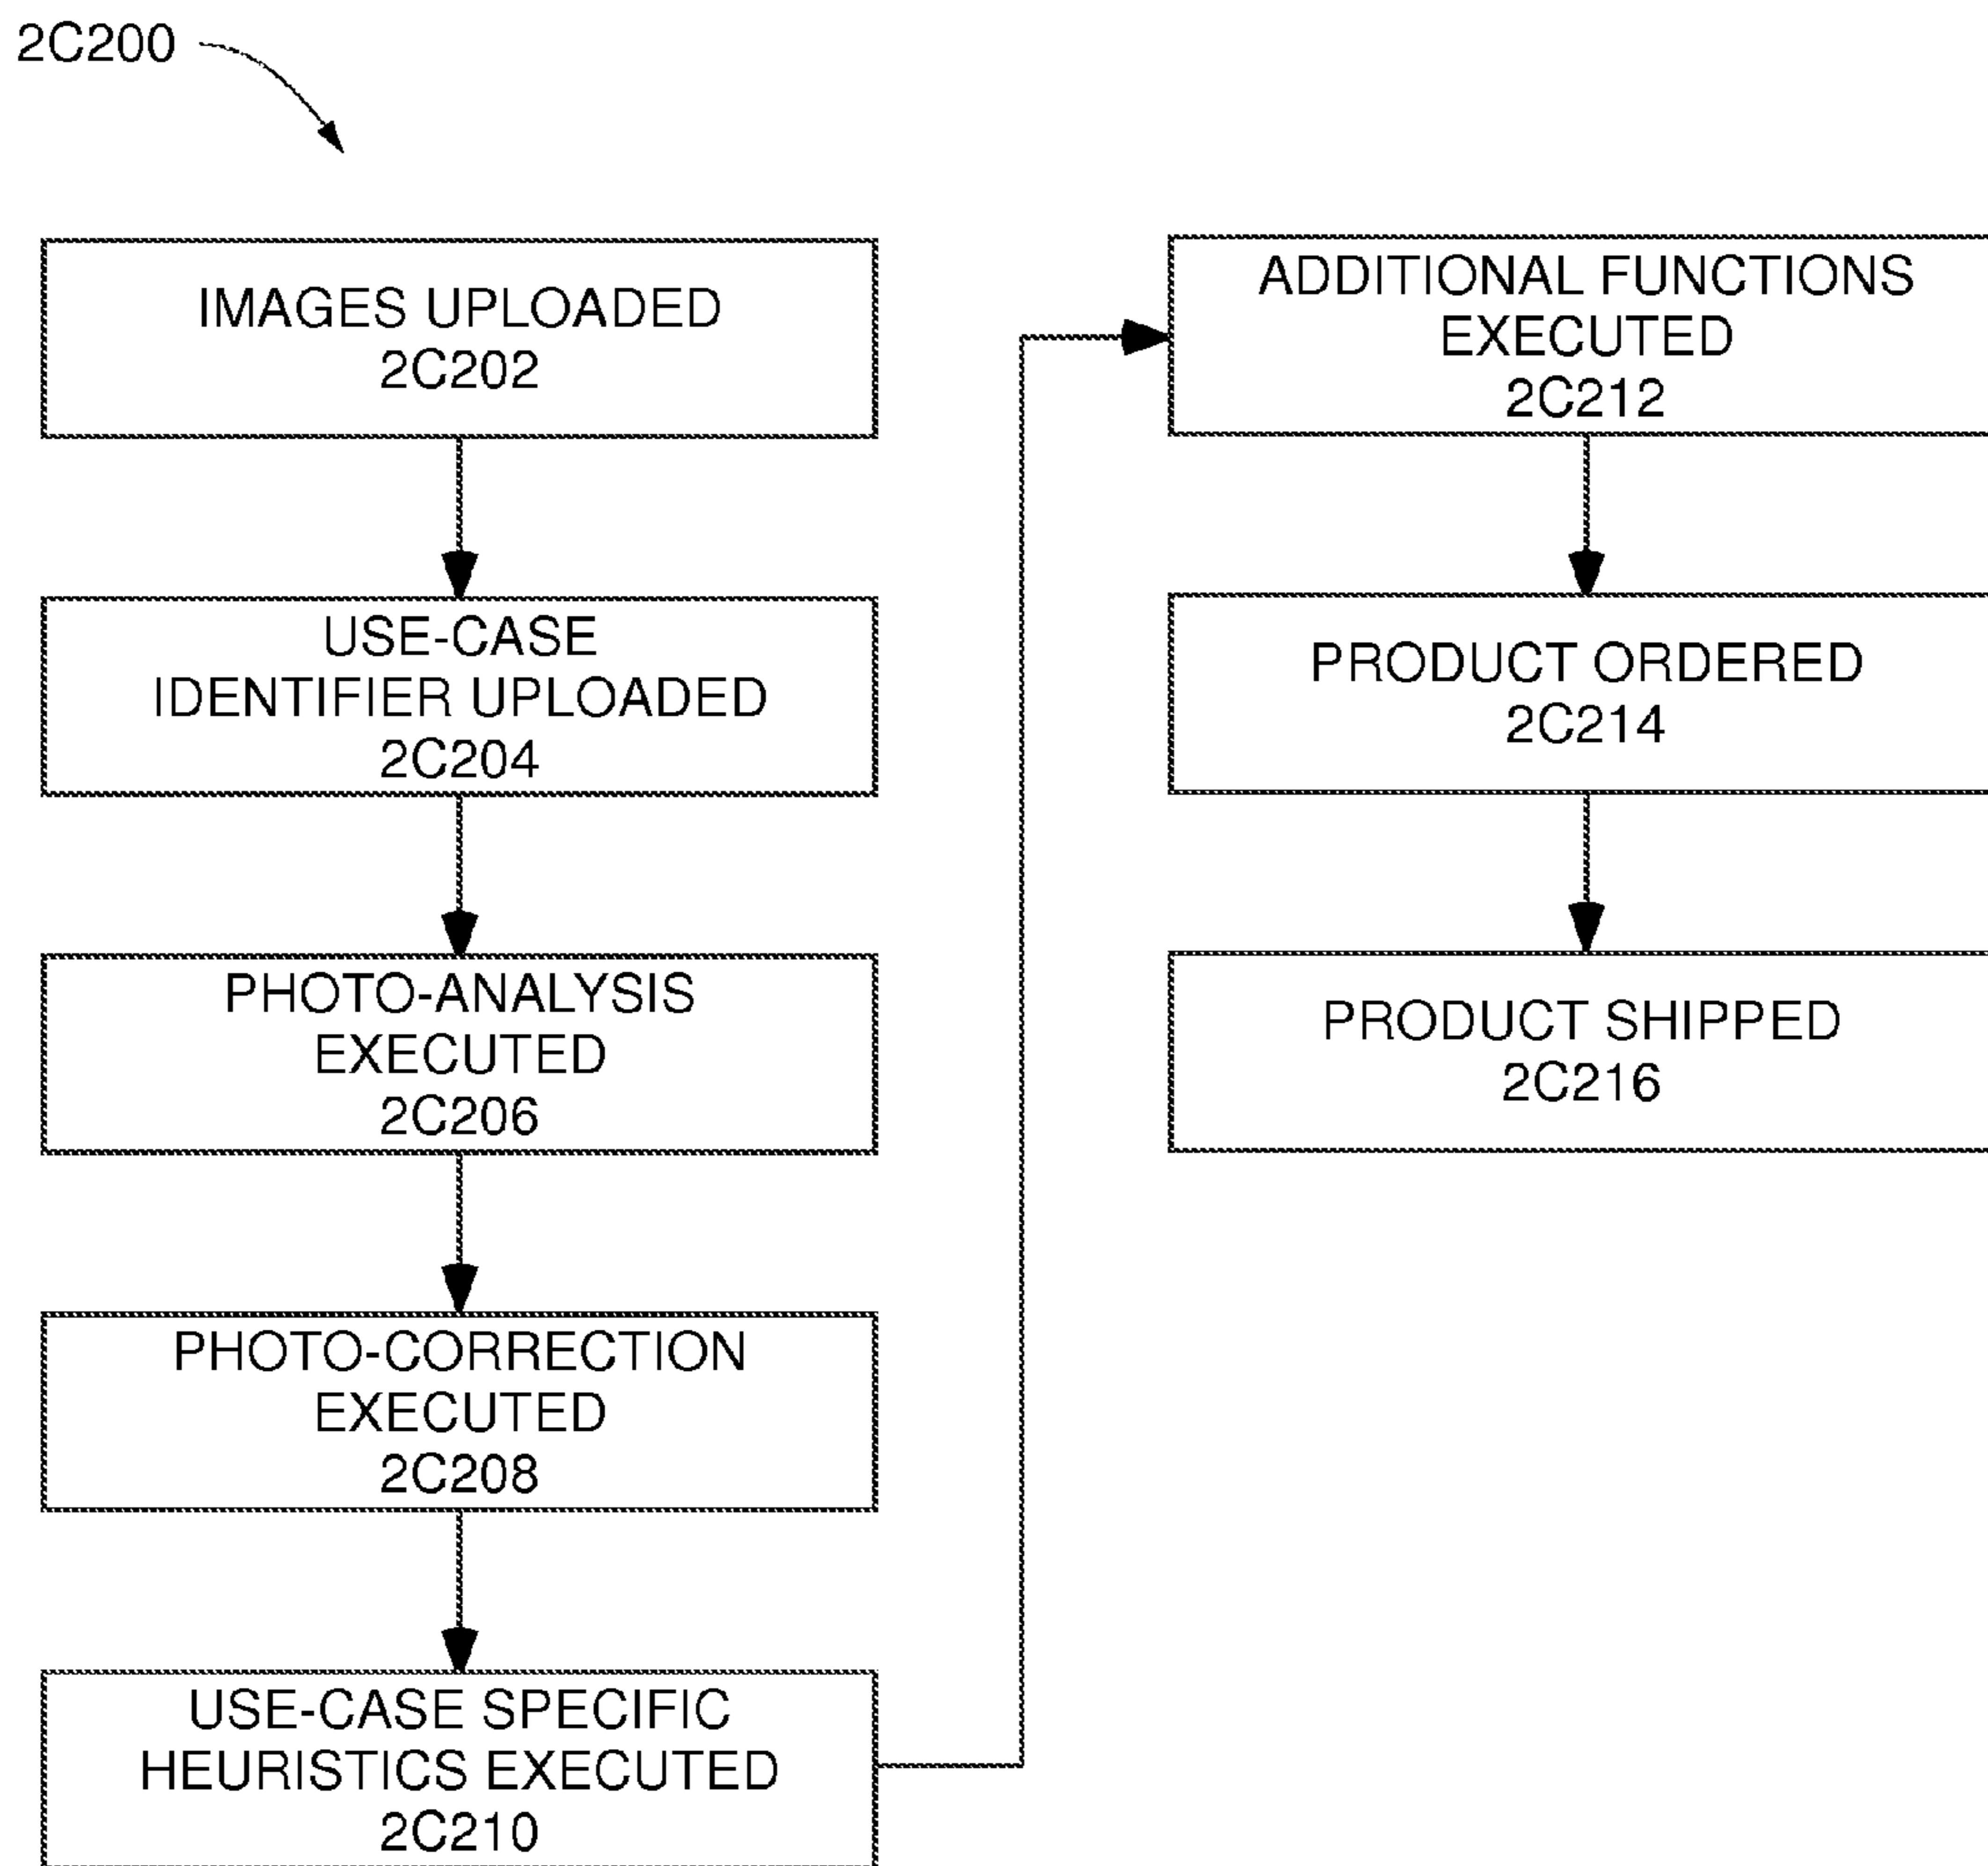 2C200
IMAGES UPLOADED
2C202
USE-CASE
IDENTIFIER UPLOADED
2C204
PHOTO-ANALYSIS
EXECUTED
2C206
PHOTO-CORRECTION
EXECUTED
2C208
USE-CASE SPECIFIC
HEURISTICS EXECUTED
2C210
ADDITIONAL FUNCTIONS
EXECUTED
2C212
PRODUCT ORDERED
2C214
PRODUCT SHIPPED
2C216